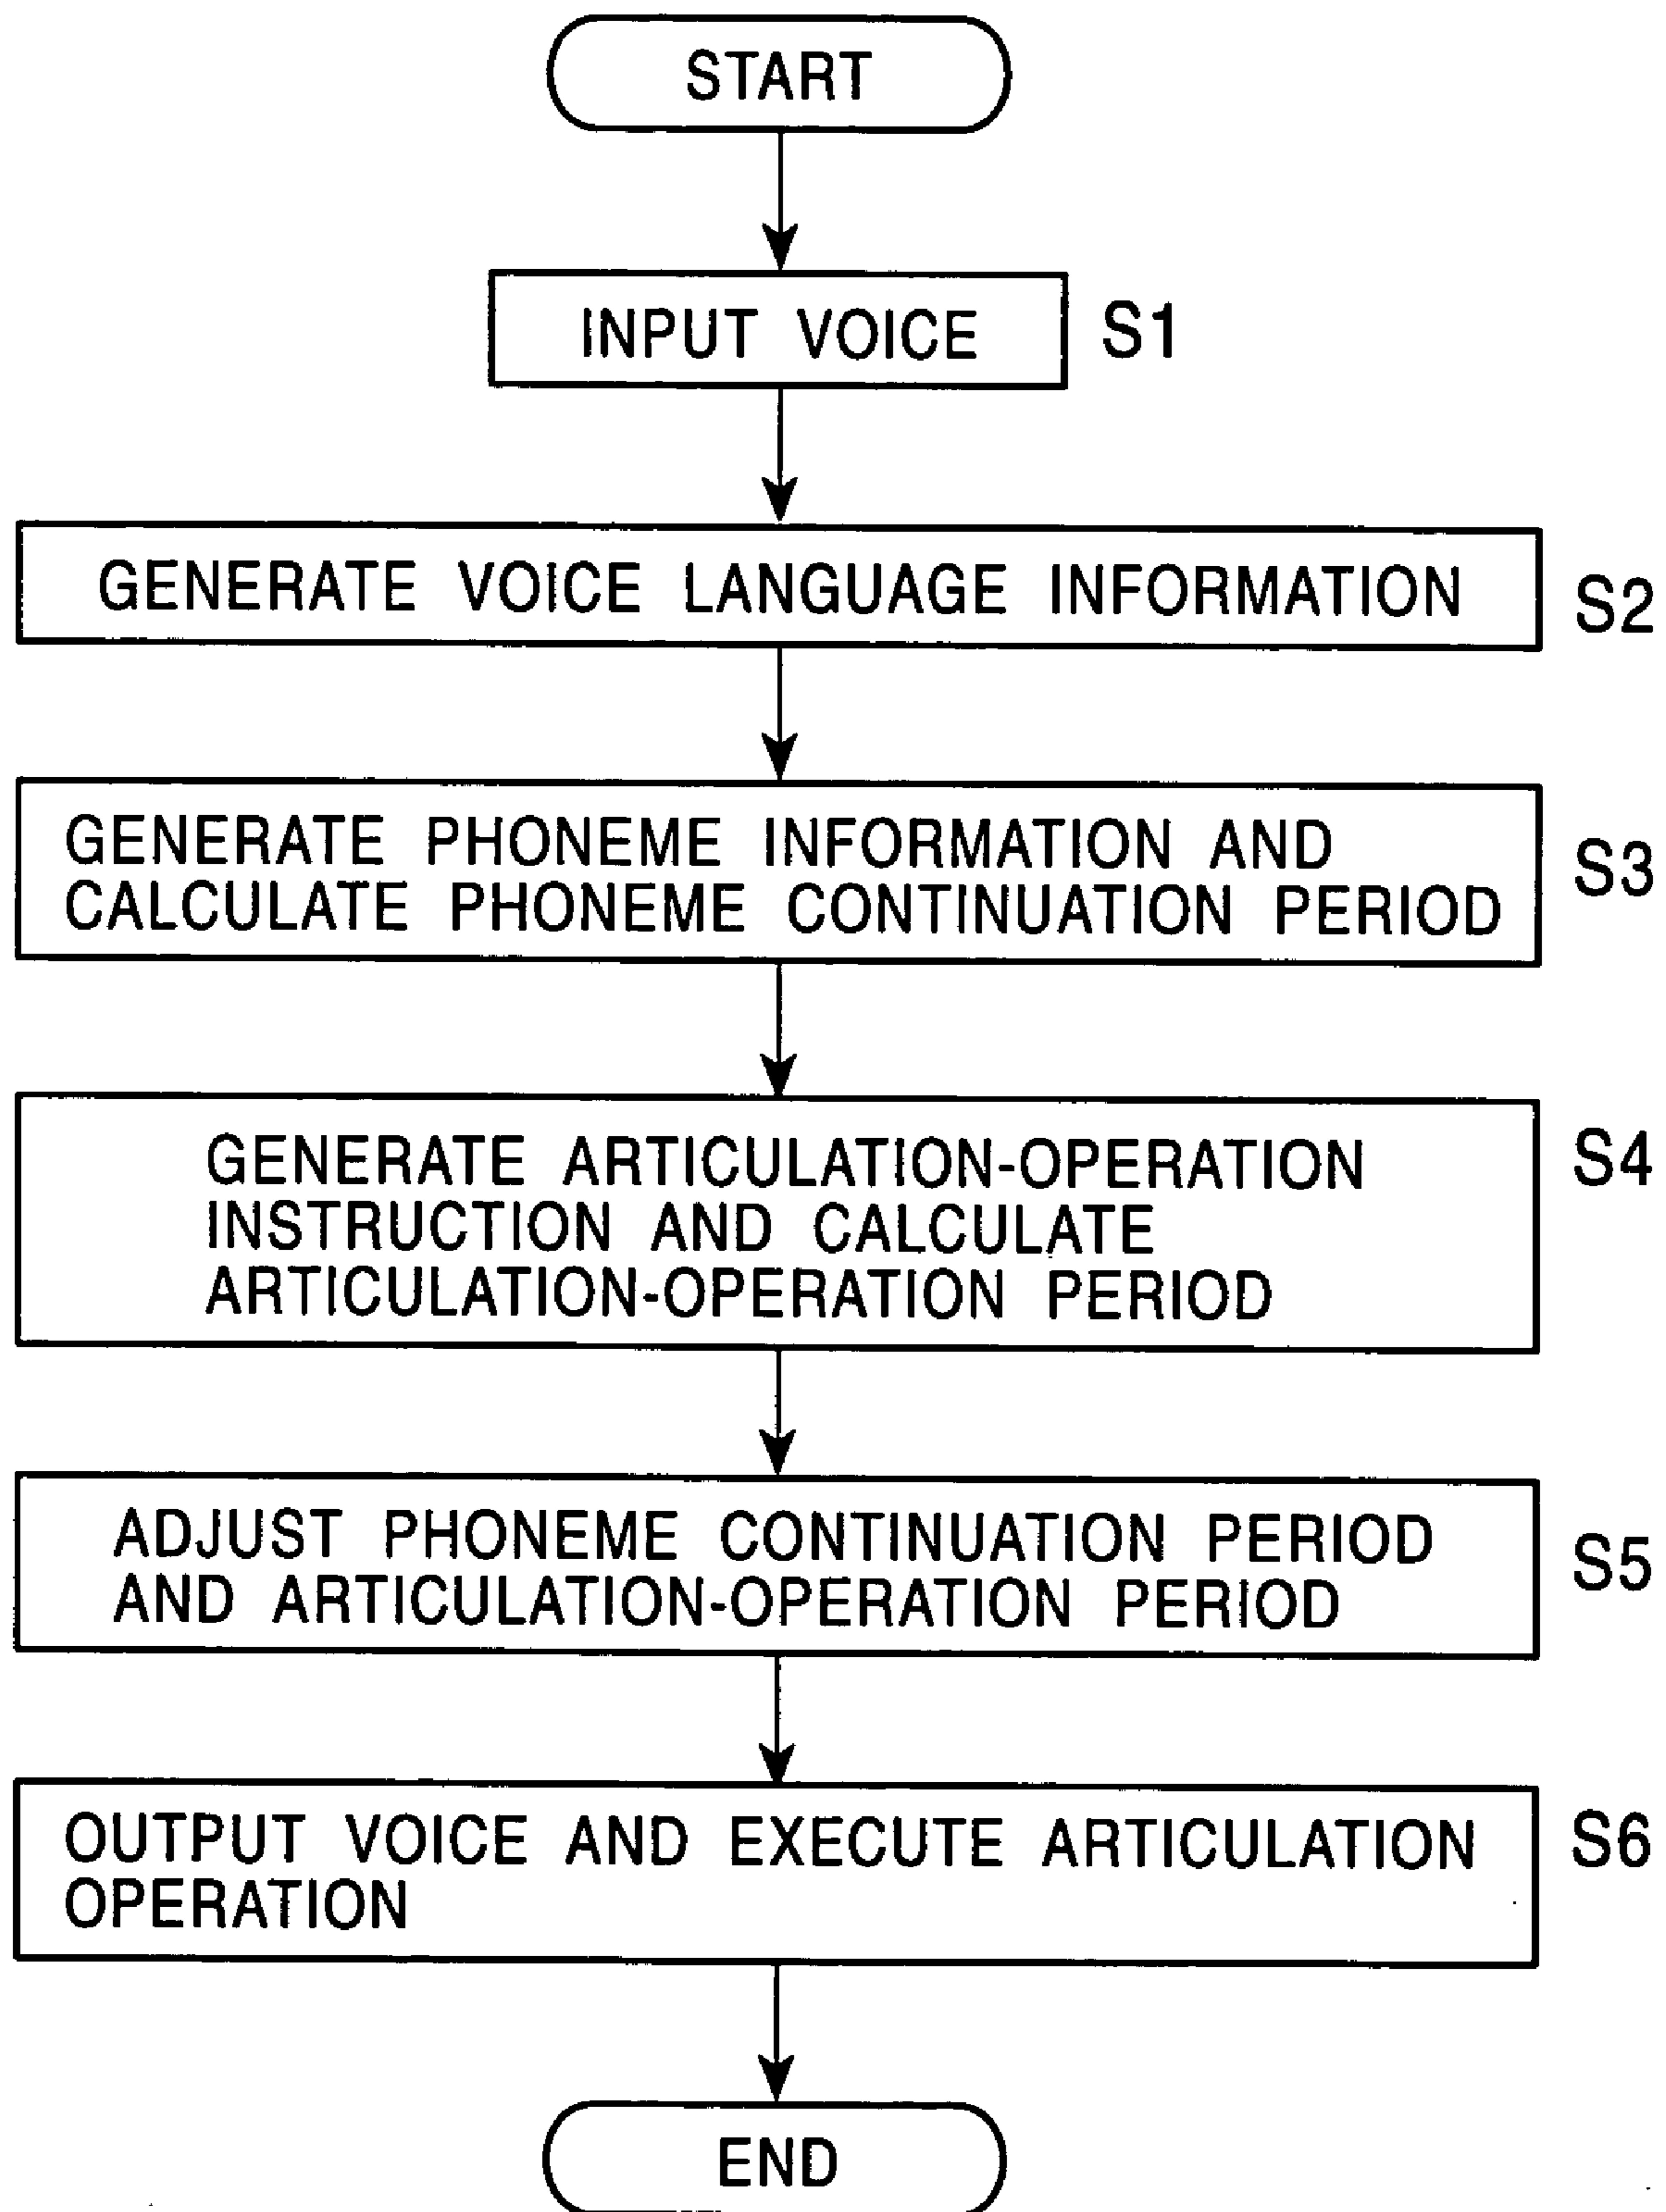 START
INPUT VOICE S1
GENERATE VOICE LANGUAGE INFORMATION S2
GENERATE PHONEME INFORMATION AND
CALCULATE PHONEME CONTINUATION PERIOD
S3
GENERATE ARTICULATION-OPERATION
INSTRUCTION AND CALCULATE
ARTICULATION-OPERATION PERIOD
S4
ADJUST PHONEME CONTINUATION PERIOD
AND ARTICULATION-OPERATION PERIOD
S5
OUTPUT VOICE AND EXECUTE ARTICULATION
OPERATION
S6
END